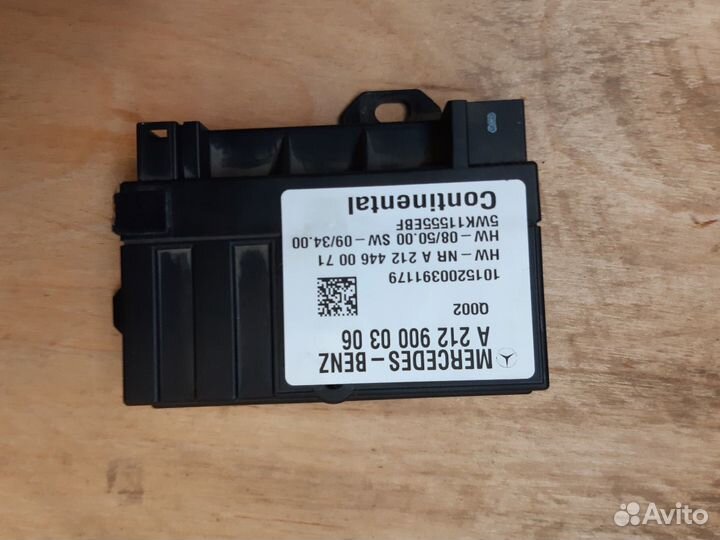 MERCEDES-BENZ
A 212 900 03 06
Q002
1015200391179
HW-NR A 212 446 00 71
HW-08/50.00 SW-09/34.00
5WK11555EBF
Continental
Avito